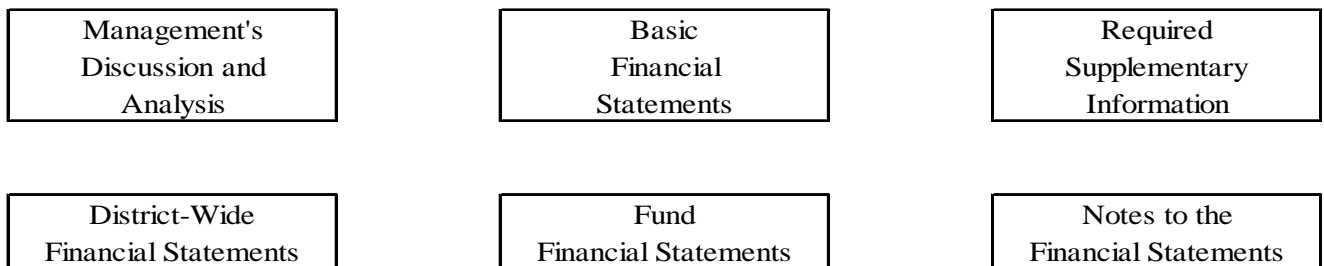 Management's
Discussion and
Analysis
Basic
Financial
Statements
Required
Supplementary
Information
District-Wide
Financial Statements
Fund
Financial Statements
Notes to the
Financial Statements